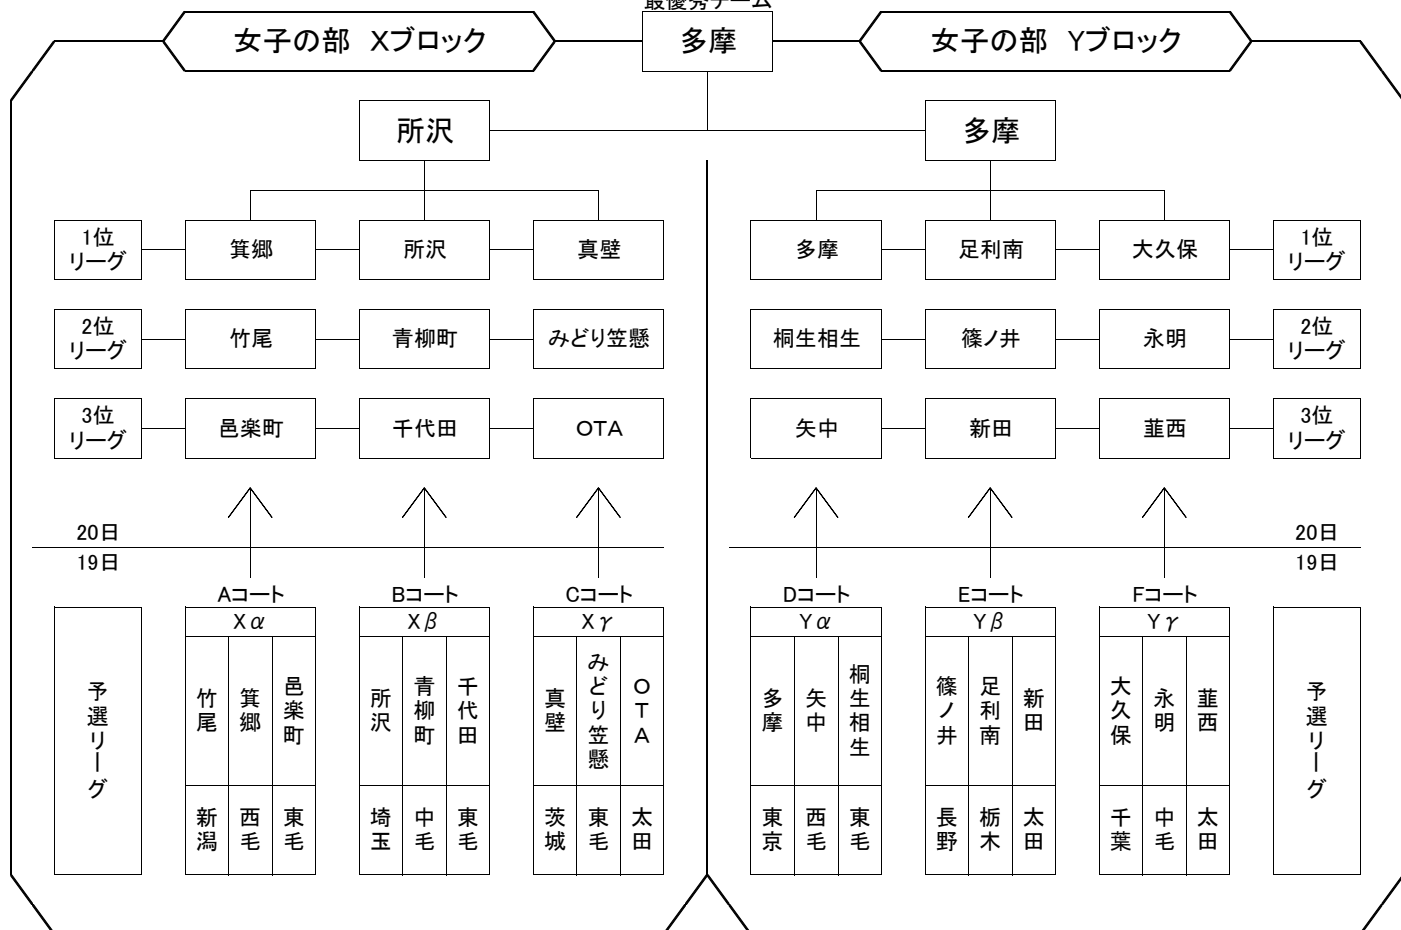 最優秀チーム
女子の部 Xブロック
多摩
女子の部 Yブロック
所沢
多摩
1位
リーグ
箕郷
所沢
真壁
多摩
足利南
大久保
1位
リーグ
2位
リーグ
竹尾
青柳町
みどり笠懸
桐生相生
篠ノ井
永明
2位
リーグ
3位
リーグ
邑楽町
千代田
OTA
矢中
新田
韮西
3位
リーグ
20日
20日
19日
19日
Aコート
Bコート
Cコート
Dコート
Eコート
Fコート
Xα
Xβ
Xγ
Yα
Yβ
Yγ
予選リーグ
竹尾
箕郷
邑楽町
所沢
青柳町
千代田
真壁
みどり笠懸
OTA
多摩
矢中
桐生相生
篠ノ井
足利南
新田
大久保
永明
韮西
予選リーグ
新潟
西毛
東毛
埼玉
中毛
東毛
茨城
東毛
太田
東京
西毛
東毛
長野
栃木
太田
千葉
中毛
太田